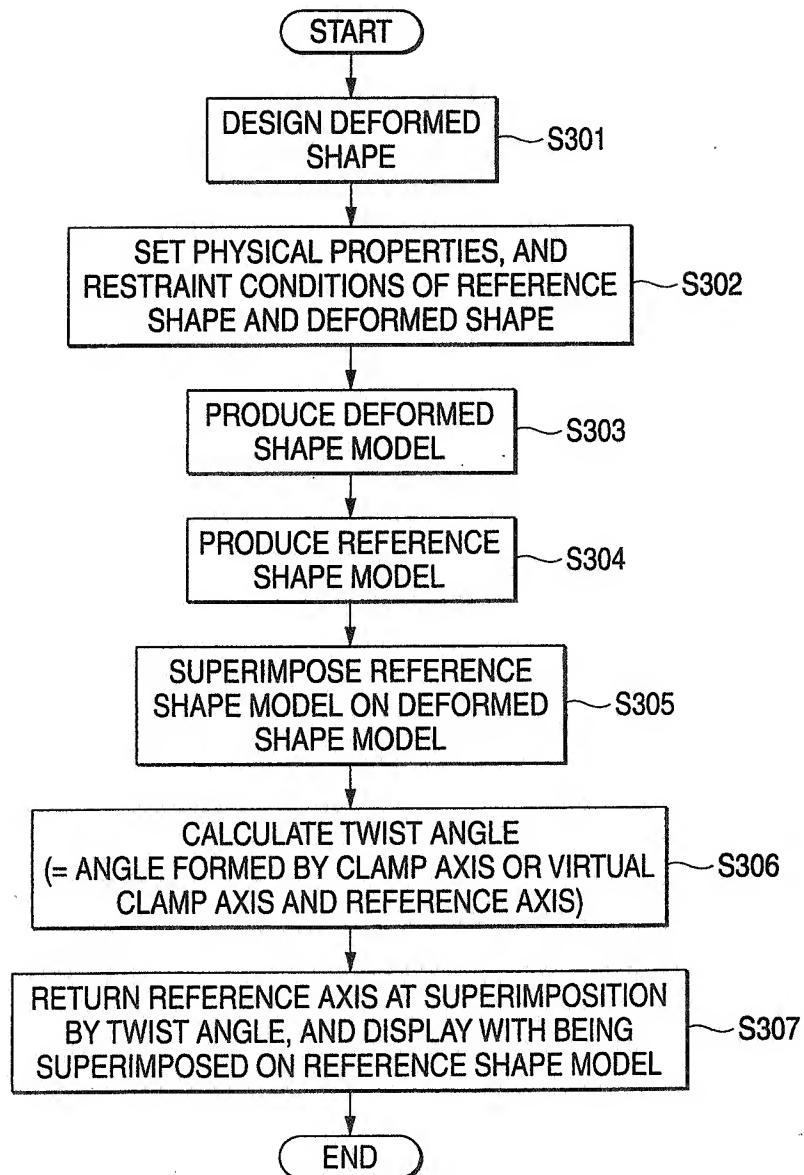 START
DESIGN DEFORMED
SHAPE
S301
SET PHYSICAL PROPERTIES, AND
RESTRAINT CONDITIONS OF REFERENCE
SHAPE AND DEFORMED SHAPE
S302
PRODUCE DEFORMED
SHAPE MODEL
S303
PRODUCE REFERENCE
SHAPE MODEL
S304
SUPERIMPOSE REFERENCE
SHAPE MODEL ON DEFORMED
SHAPE MODEL
S305
CALCULATE TWIST ANGLE
(= ANGLE FORMED BY CLAMP AXIS OR VIRTUAL
CLAMP AXIS AND REFERENCE AXIS)
S306
RETURN REFERENCE AXIS AT SUPERIMPOSITION
BY TWIST ANGLE, AND DISPLAY WITH BEING
SUPERIMPOSED ON REFERENCE SHAPE MODEL
S307
END